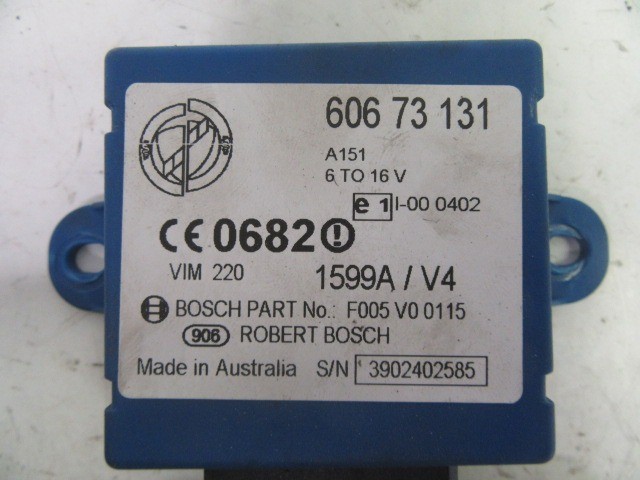 606 73 131
A151
6 TO 16 V
e 1 I-00 0402
CE 0682
VIM 220 1599A / V4
BOSCH PART No.: F005 V0 0115
906 ROBERT BOSCH
Made in Australia S/N 3902402585